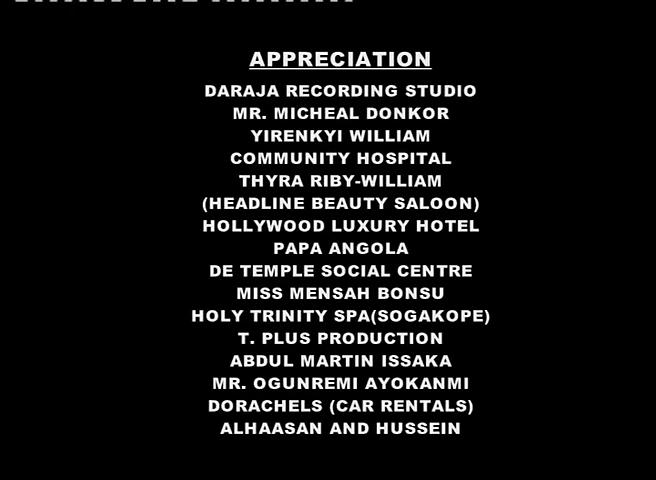 APPRECIATION
DARAJA RECORDING STUDIO
MR. MICHEAL DONKOR
YIRENKYI WILLIAM
COMMUNITY HOSPITAL
THYRA RIBY-WILLIAM
(HEADLINE BEAUTY SALOON)
HOLLYWOOD LUXURY HOTEL
PAPA ANGOLA
DE TEMPLE SOCIAL CENTRE
MISS MENSAH BONSU
HOLY TRINITY SPA(SOGAKOPE)
T. PLUS PRODUCTION
ABDUL MARTIN ISSAKA
MR. OGUNREMI AYOKANMI
DORACHELS (CAR RENTALS)
ALHAASAN AND HUSSEIN